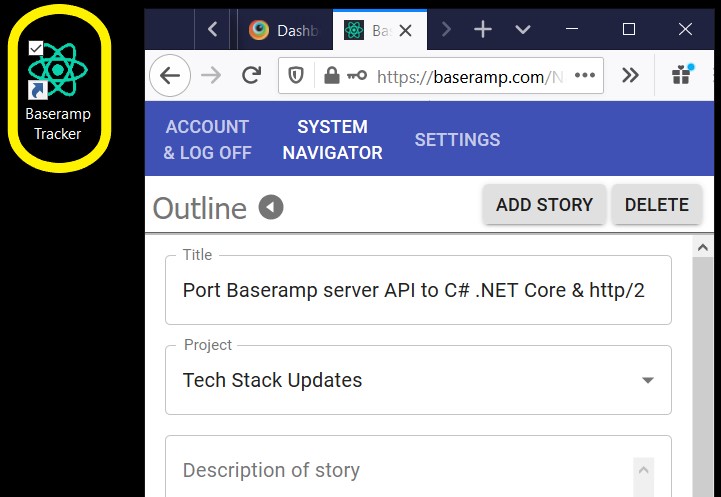 Baseramp
Tracker
Dashb
Bas
https://baseramp.com/N
ACCOUNT
& LOG OFF
SYSTEM
NAVIGATOR
SETTINGS
Outline
ADD STORY
DELETE
Title
Port Baseramp server API to C# .NET Core & http/2
Project
Tech Stack Updates
Description of story